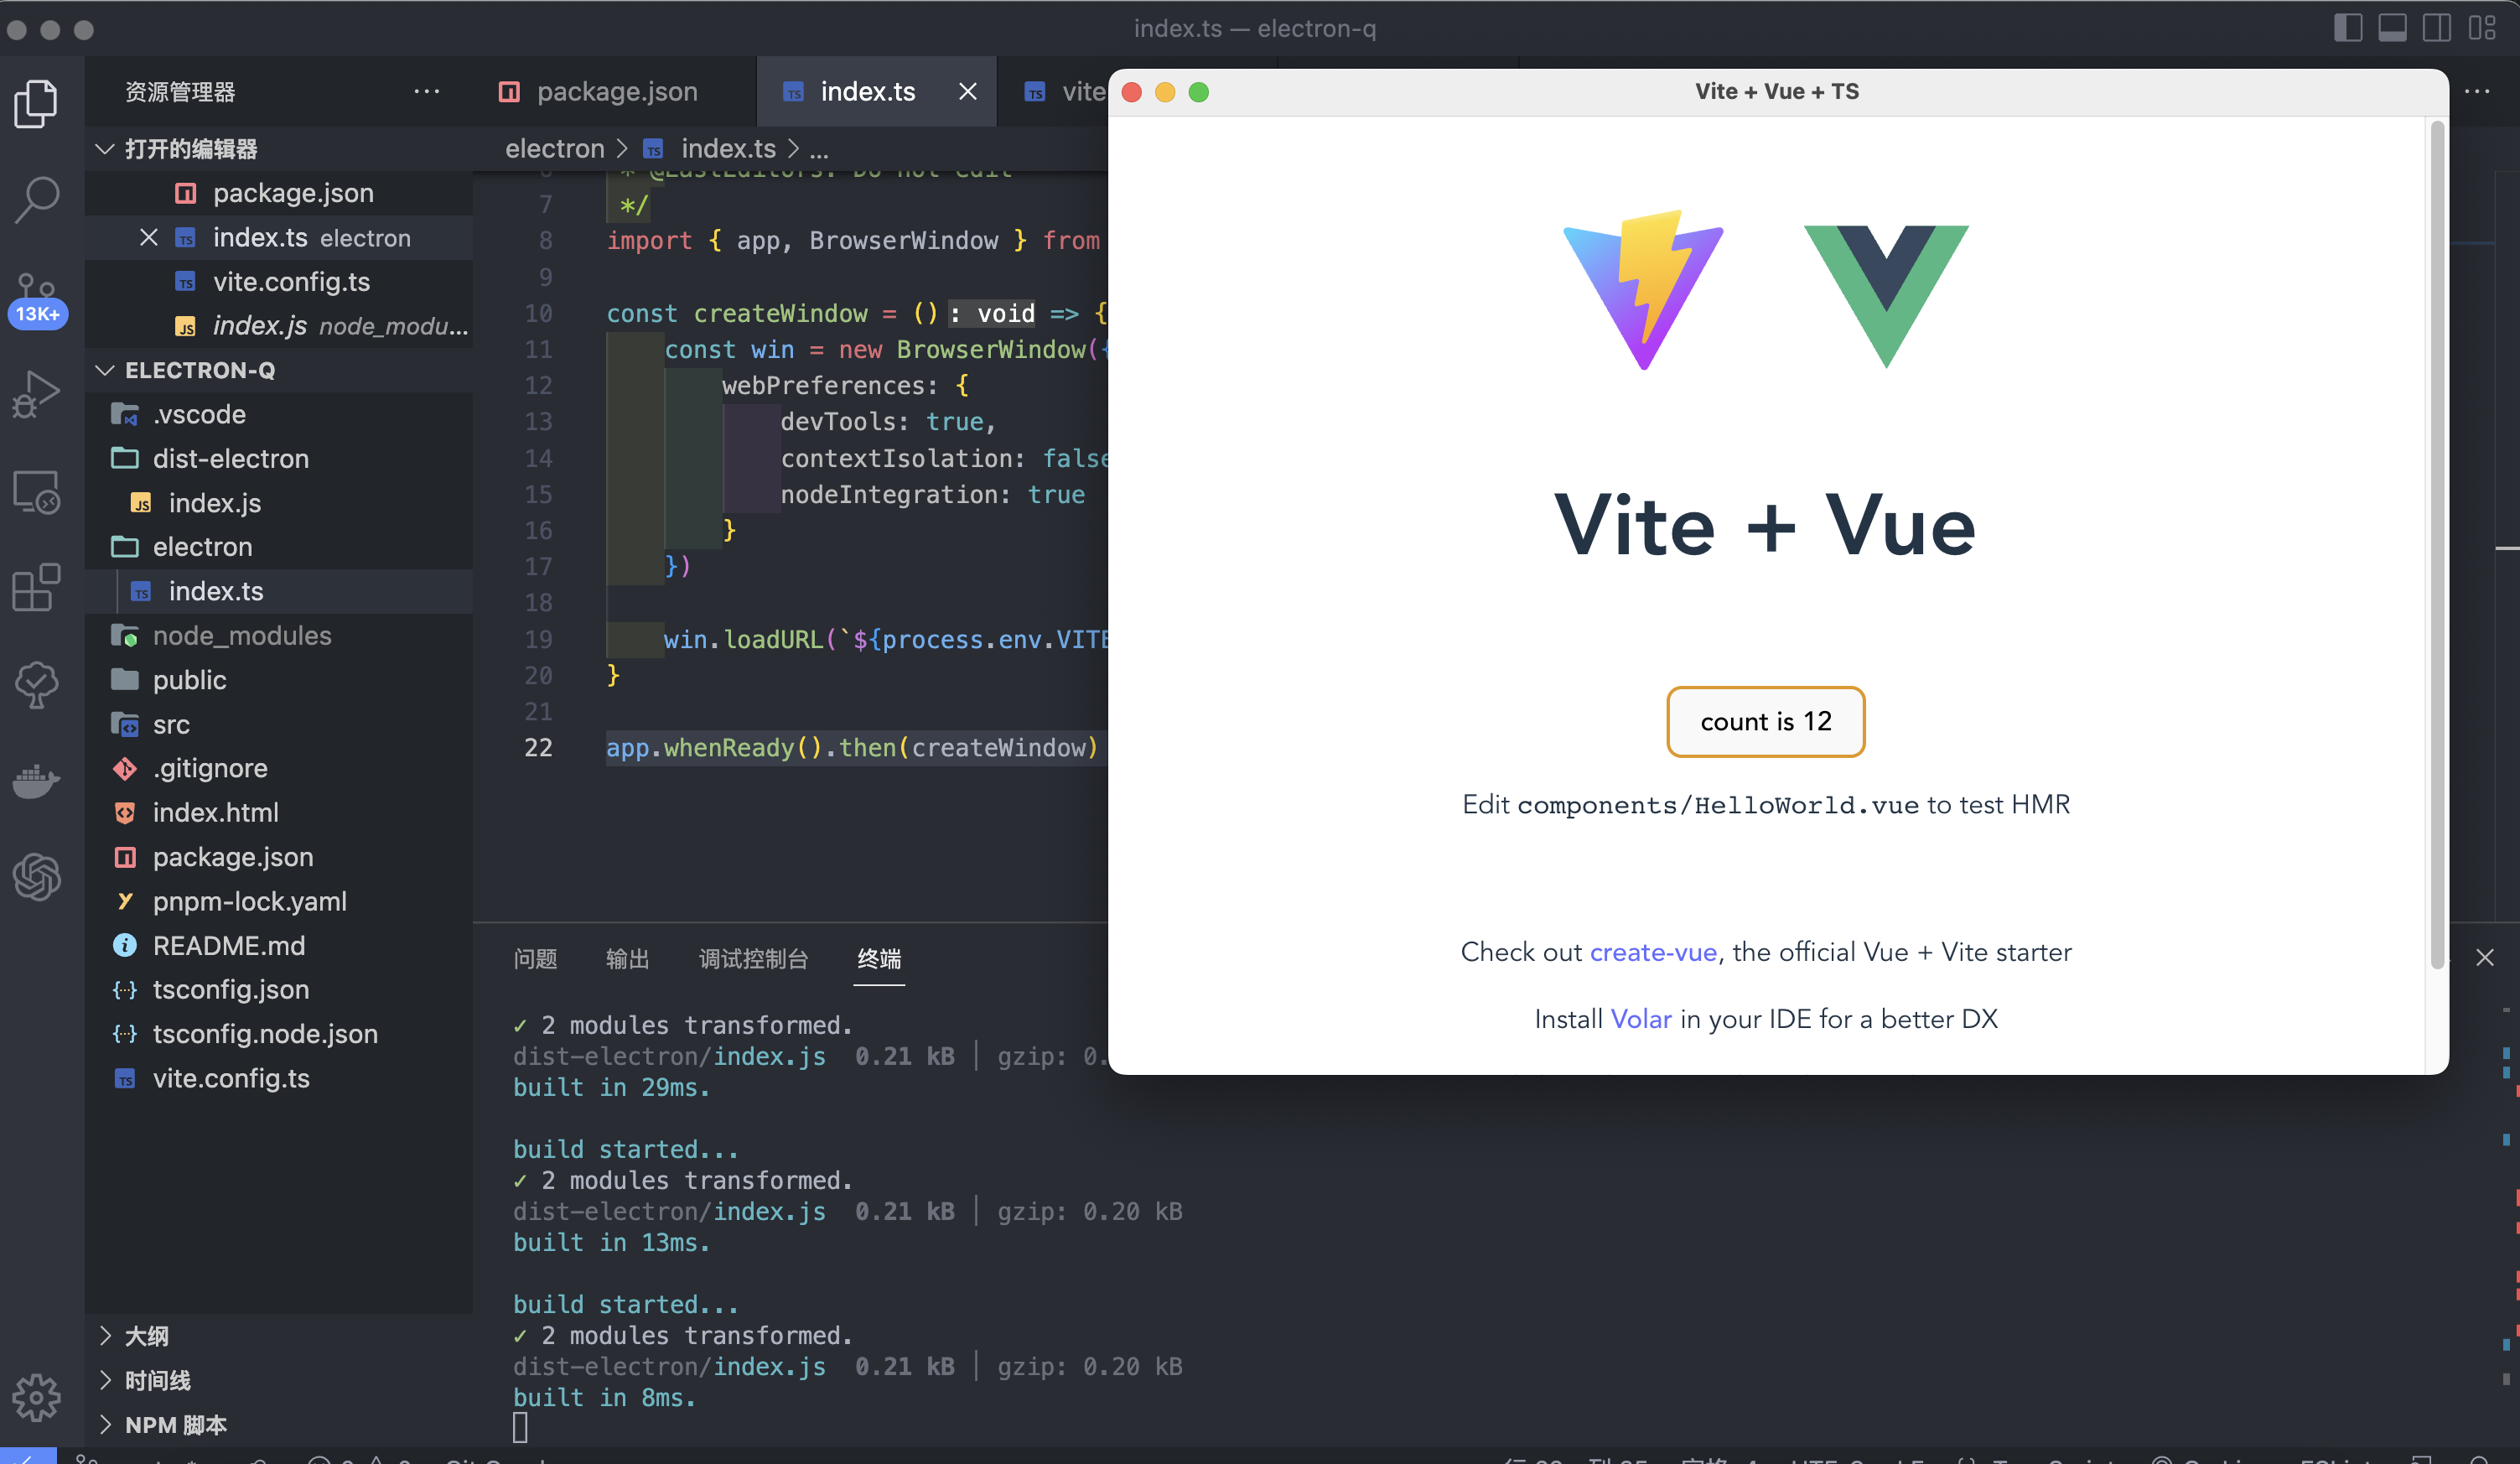 index.ts — electron-q
资源管理器
package.json
index.ts
vite
Vite + Vue + TS
打开的编辑器
package.json
index.ts electron
vite.config.ts
index.js node_modu...
13K+
ELECTRON-Q
.vscode
dist-electron
index.js
electron
index.ts
node_modules
public
src
.gitignore
index.html
package.json
pnpm-lock.yaml
README.md
tsconfig.json
tsconfig.node.json
vite.config.ts
大纲
时间线
NPM 脚本
electron > index.ts > ...
* @LastEditors: Do not edit
7 */
8 import { app, BrowserWindow } from
9
10 const createWindow = (): void => {
11 const win = new BrowserWindow({
12 webPreferences: {
13 devTools: true,
14 contextIsolation: false
15 nodeIntegration: true
16 }
17 })
18
19 win.loadURL(`${process.env.VITE
20 }
21
22 app.whenReady().then(createWindow)
Vite + Vue
count is 12
Edit components/HelloWorld.vue to test HMR
Check out create-vue, the official Vue + Vite starter
Install Volar in your IDE for a better DX
问题 输出 调试控制台 终端
✓ 2 modules transformed.
dist-electron/index.js 0.21 kB │ gzip: 0.
built in 29ms.
build started...
✓ 2 modules transformed.
dist-electron/index.js 0.21 kB │ gzip: 0.20 kB
built in 13ms.
build started...
✓ 2 modules transformed.
dist-electron/index.js 0.21 kB │ gzip: 0.20 kB
built in 8ms.